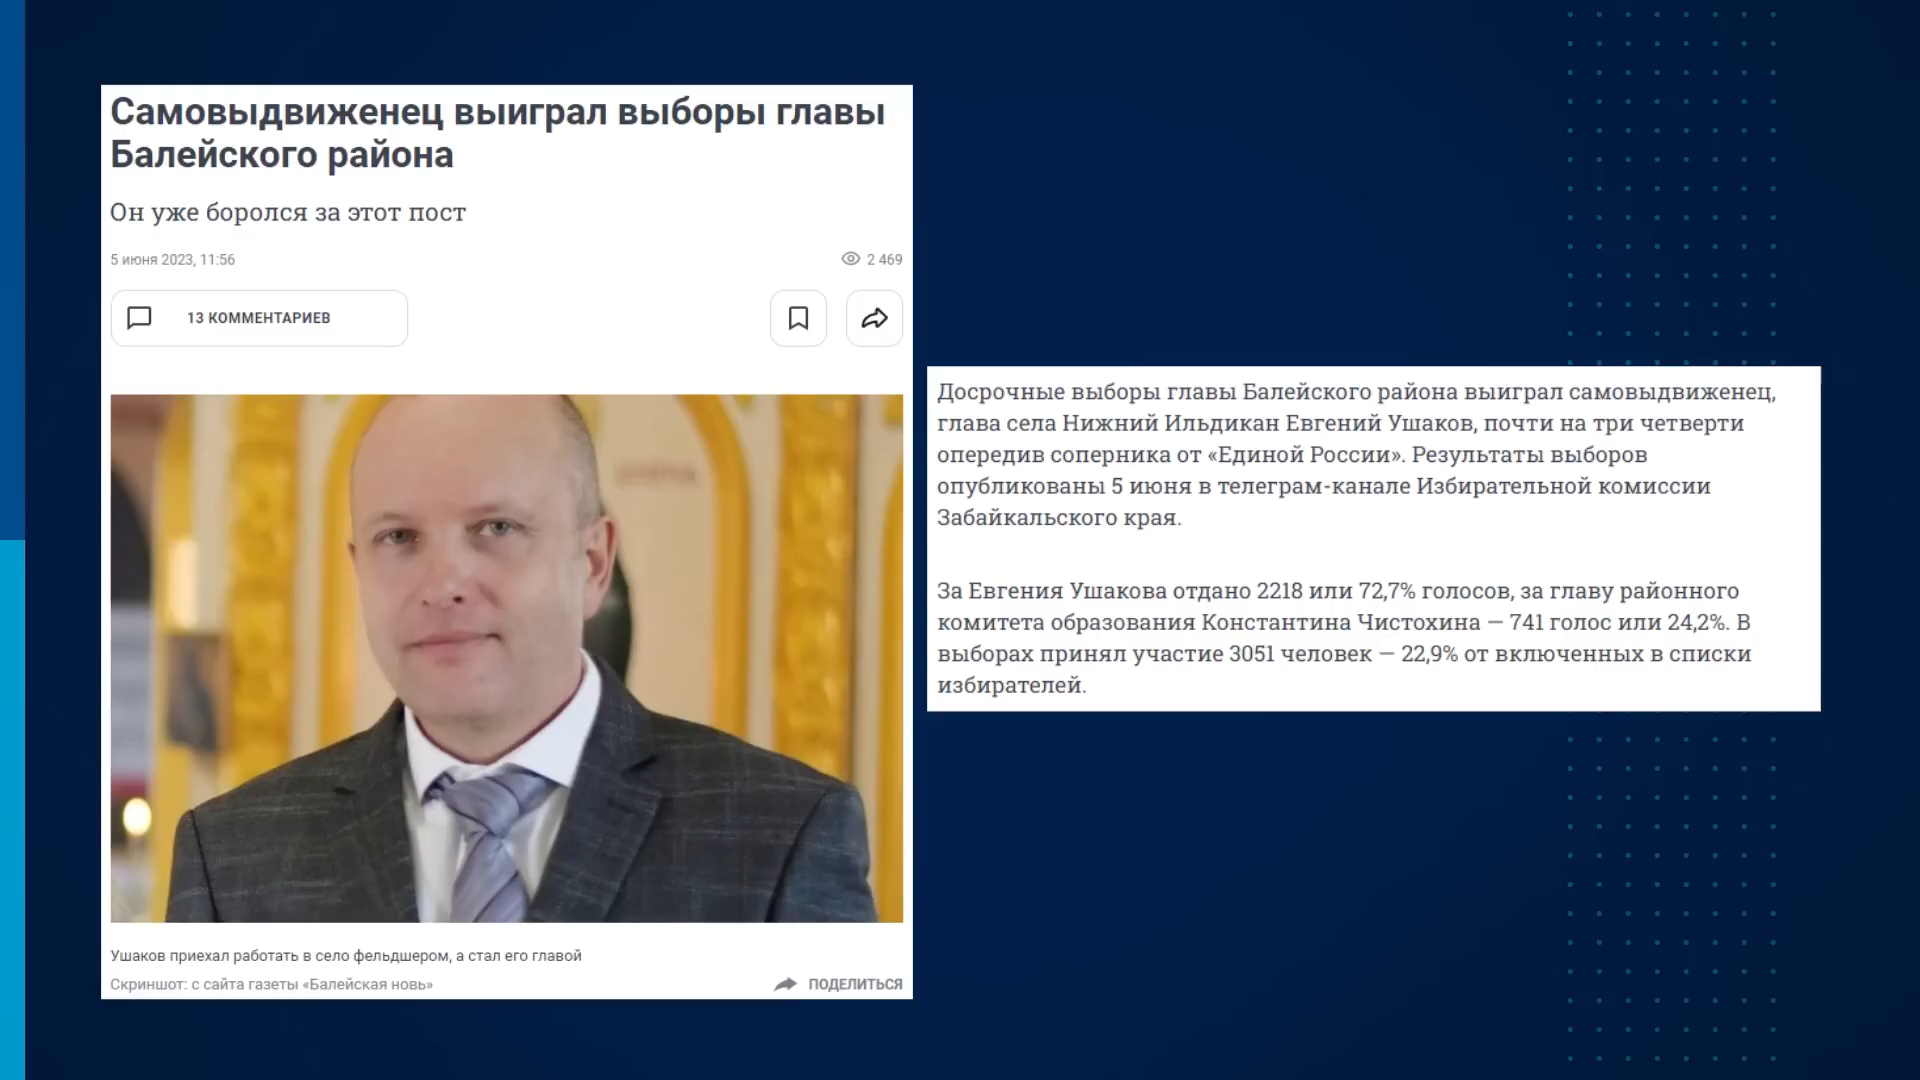 Самовыдвиженец выиграл выборы главы
Балейского района
Он уже боролся за этот пост
5 июня 2023, 11:56
2 469
13 КОММЕНТАРИЕВ
Ушаков приехал работать в село фельдшером, а стал его главой
Скриншот: с сайта газеты «Балейская новь»
ПОДЕЛИТЬСЯ
Досрочные выборы главы Балейского района выиграл самовыдвиженец,
глава села Нижний Ильдикан Евгений Ушаков, почти на три четверти
опередив соперника от «Единой России». Результаты выборов
опубликованы 5 июня в телеграм-канале Избирательной комиссии
Забайкальского края.
За Евгения Ушакова отдано 2218 или 72,7% голосов, за главу районного
комитета образования Константина Чистохина — 741 голос или 24,2%. В
выборах принял участие 3051 человек — 22,9% от включенных в списки
избирателей.